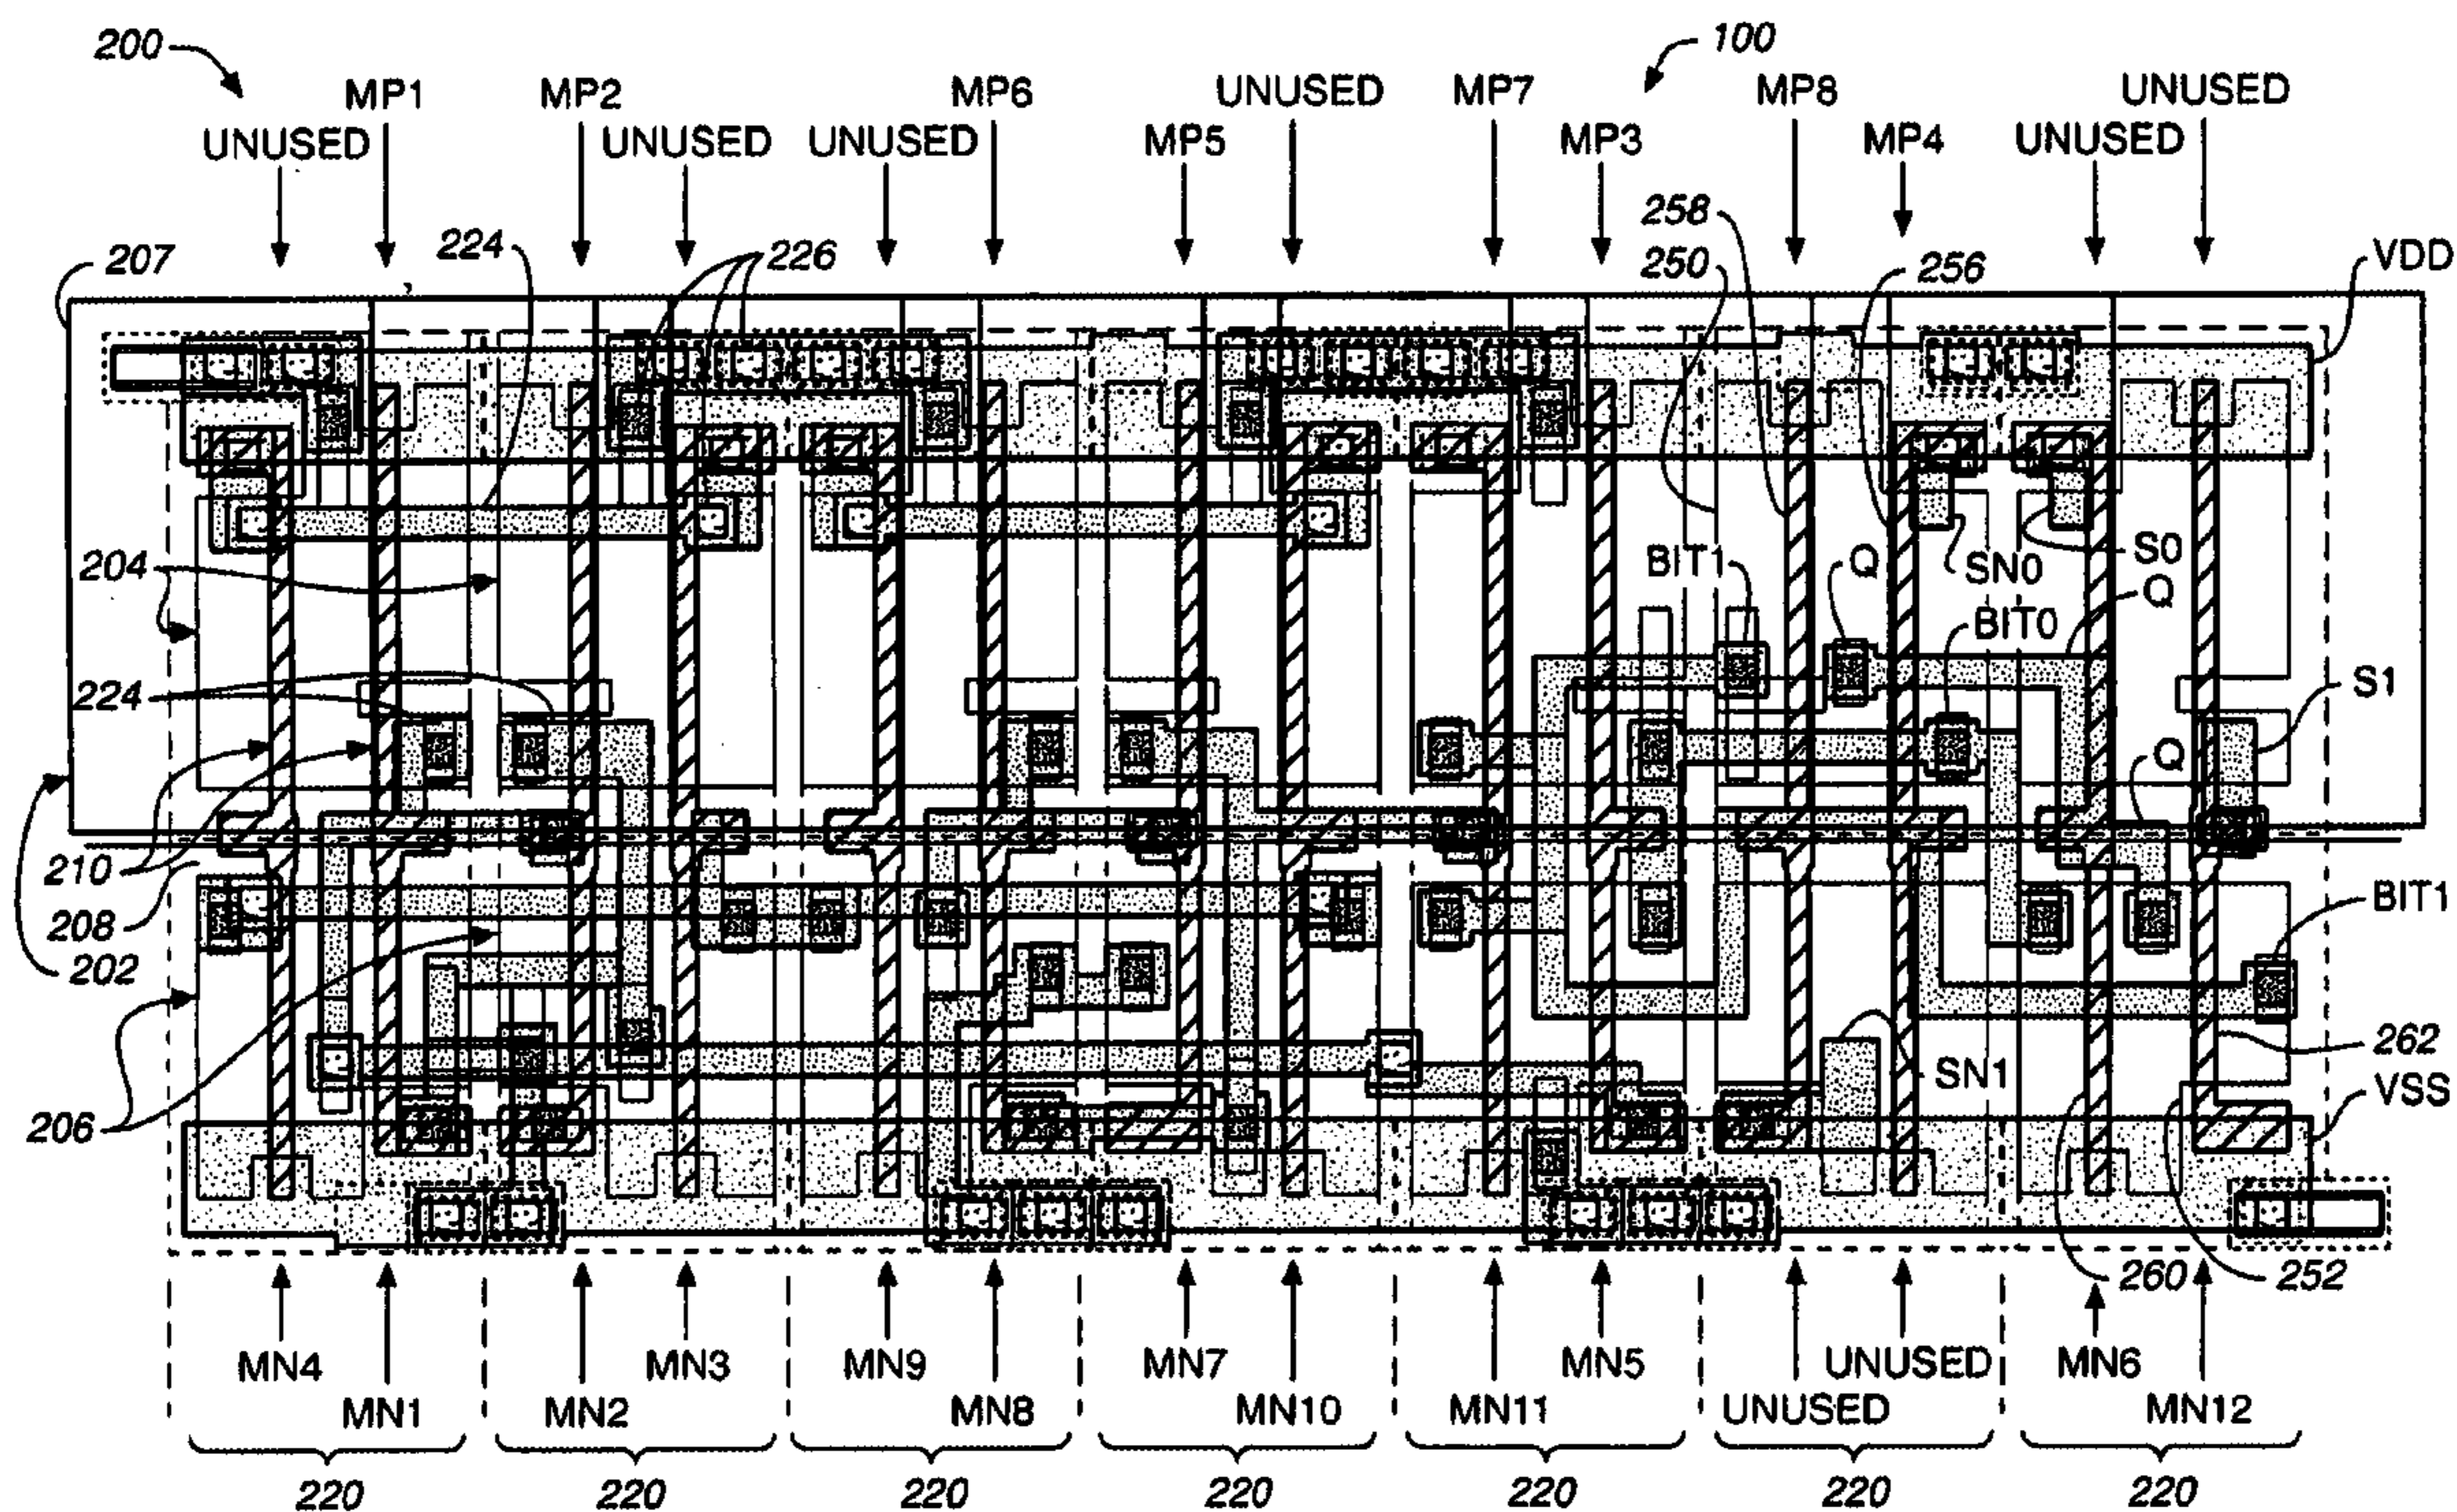 200
100
MP1
MP2
MP6
UNUSED
MP7
MP8
UNUSED
UNUSED
UNUSED
UNUSED
MP5
MP3
MP4
UNUSED
207
224
226
258
250
256
VDD
204
BIT1
Q
SN0
S0
Q
BIT0
224
S1
Q
210
208
202
BIT1
262
206
SN1
VSS
260
252
MN4
MN3
MN9
MN7
MN5
UNUSED
MN6
MN1
MN2
MN8
MN10
MN11
UNUSED
MN12
220
220
220
220
220
220
220